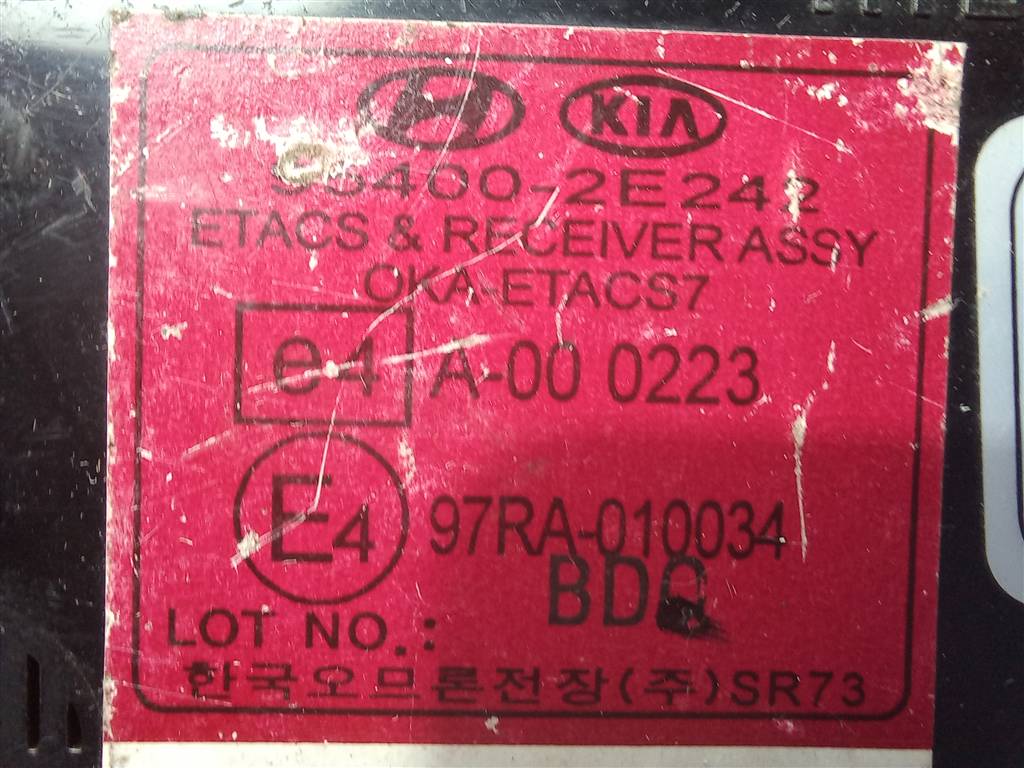 KIA
95400-2E242
ETACS & RECEIVER ASSY
OKA-ETACS7
e4 A-00 0223
E4 97RA-010034
LOT NO.:
한국오므론전장(주)SR73